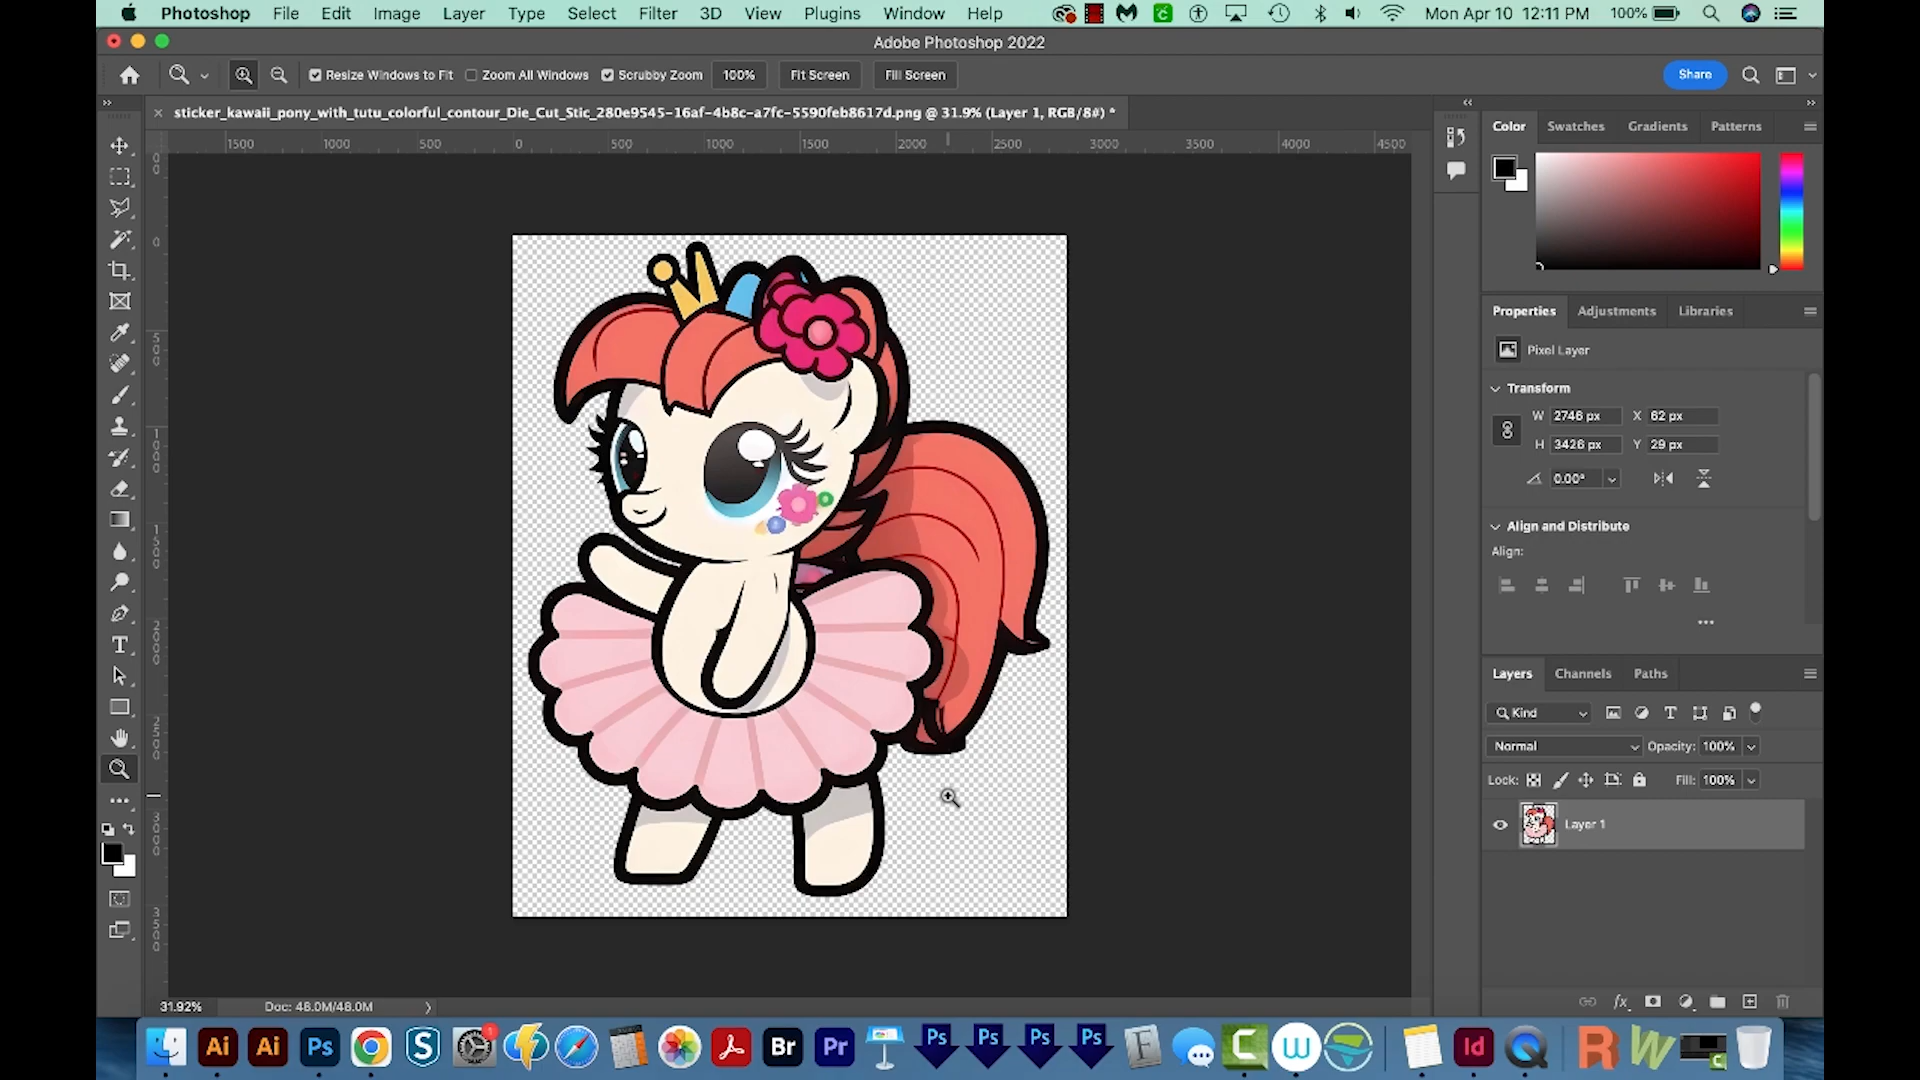 Photoshop File Edit Image Layer Type Select Filter 3D View Plugins Window Help Mon Apr 10 12:11 PM 100%
Adobe Photoshop 2022
Resize Windows to Fit Zoom All Windows Scrubby Zoom 100% Fit Screen Fill Screen Share
sticker_kawaii_pony_with_tutu_colorful_contour_Die_Cut_Stic_280e9545-16af-4b8c-a7fc-5590feb8617d.png @ 31.9% (Layer 1, RGB/8#) *
1500 1000 500 0 500 1000 1500 2000 2500 3000 3500 4000 4500
Color Swatches Gradients Patterns
Properties Adjustments Libraries
Pixel Layer
Transform
W 2746 px X 62 px
H 3426 px Y 29 px
0.00°
Align and Distribute
Align:
Layers Channels Paths
Kind
Normal Opacity: 100%
Lock: Fill: 100%
Layer 1
fx
31.92% Doc: 48.0M/48.0M
Ai Ai Ps S 1 Br Pr Ps Ps Ps Ps F C W Id R W